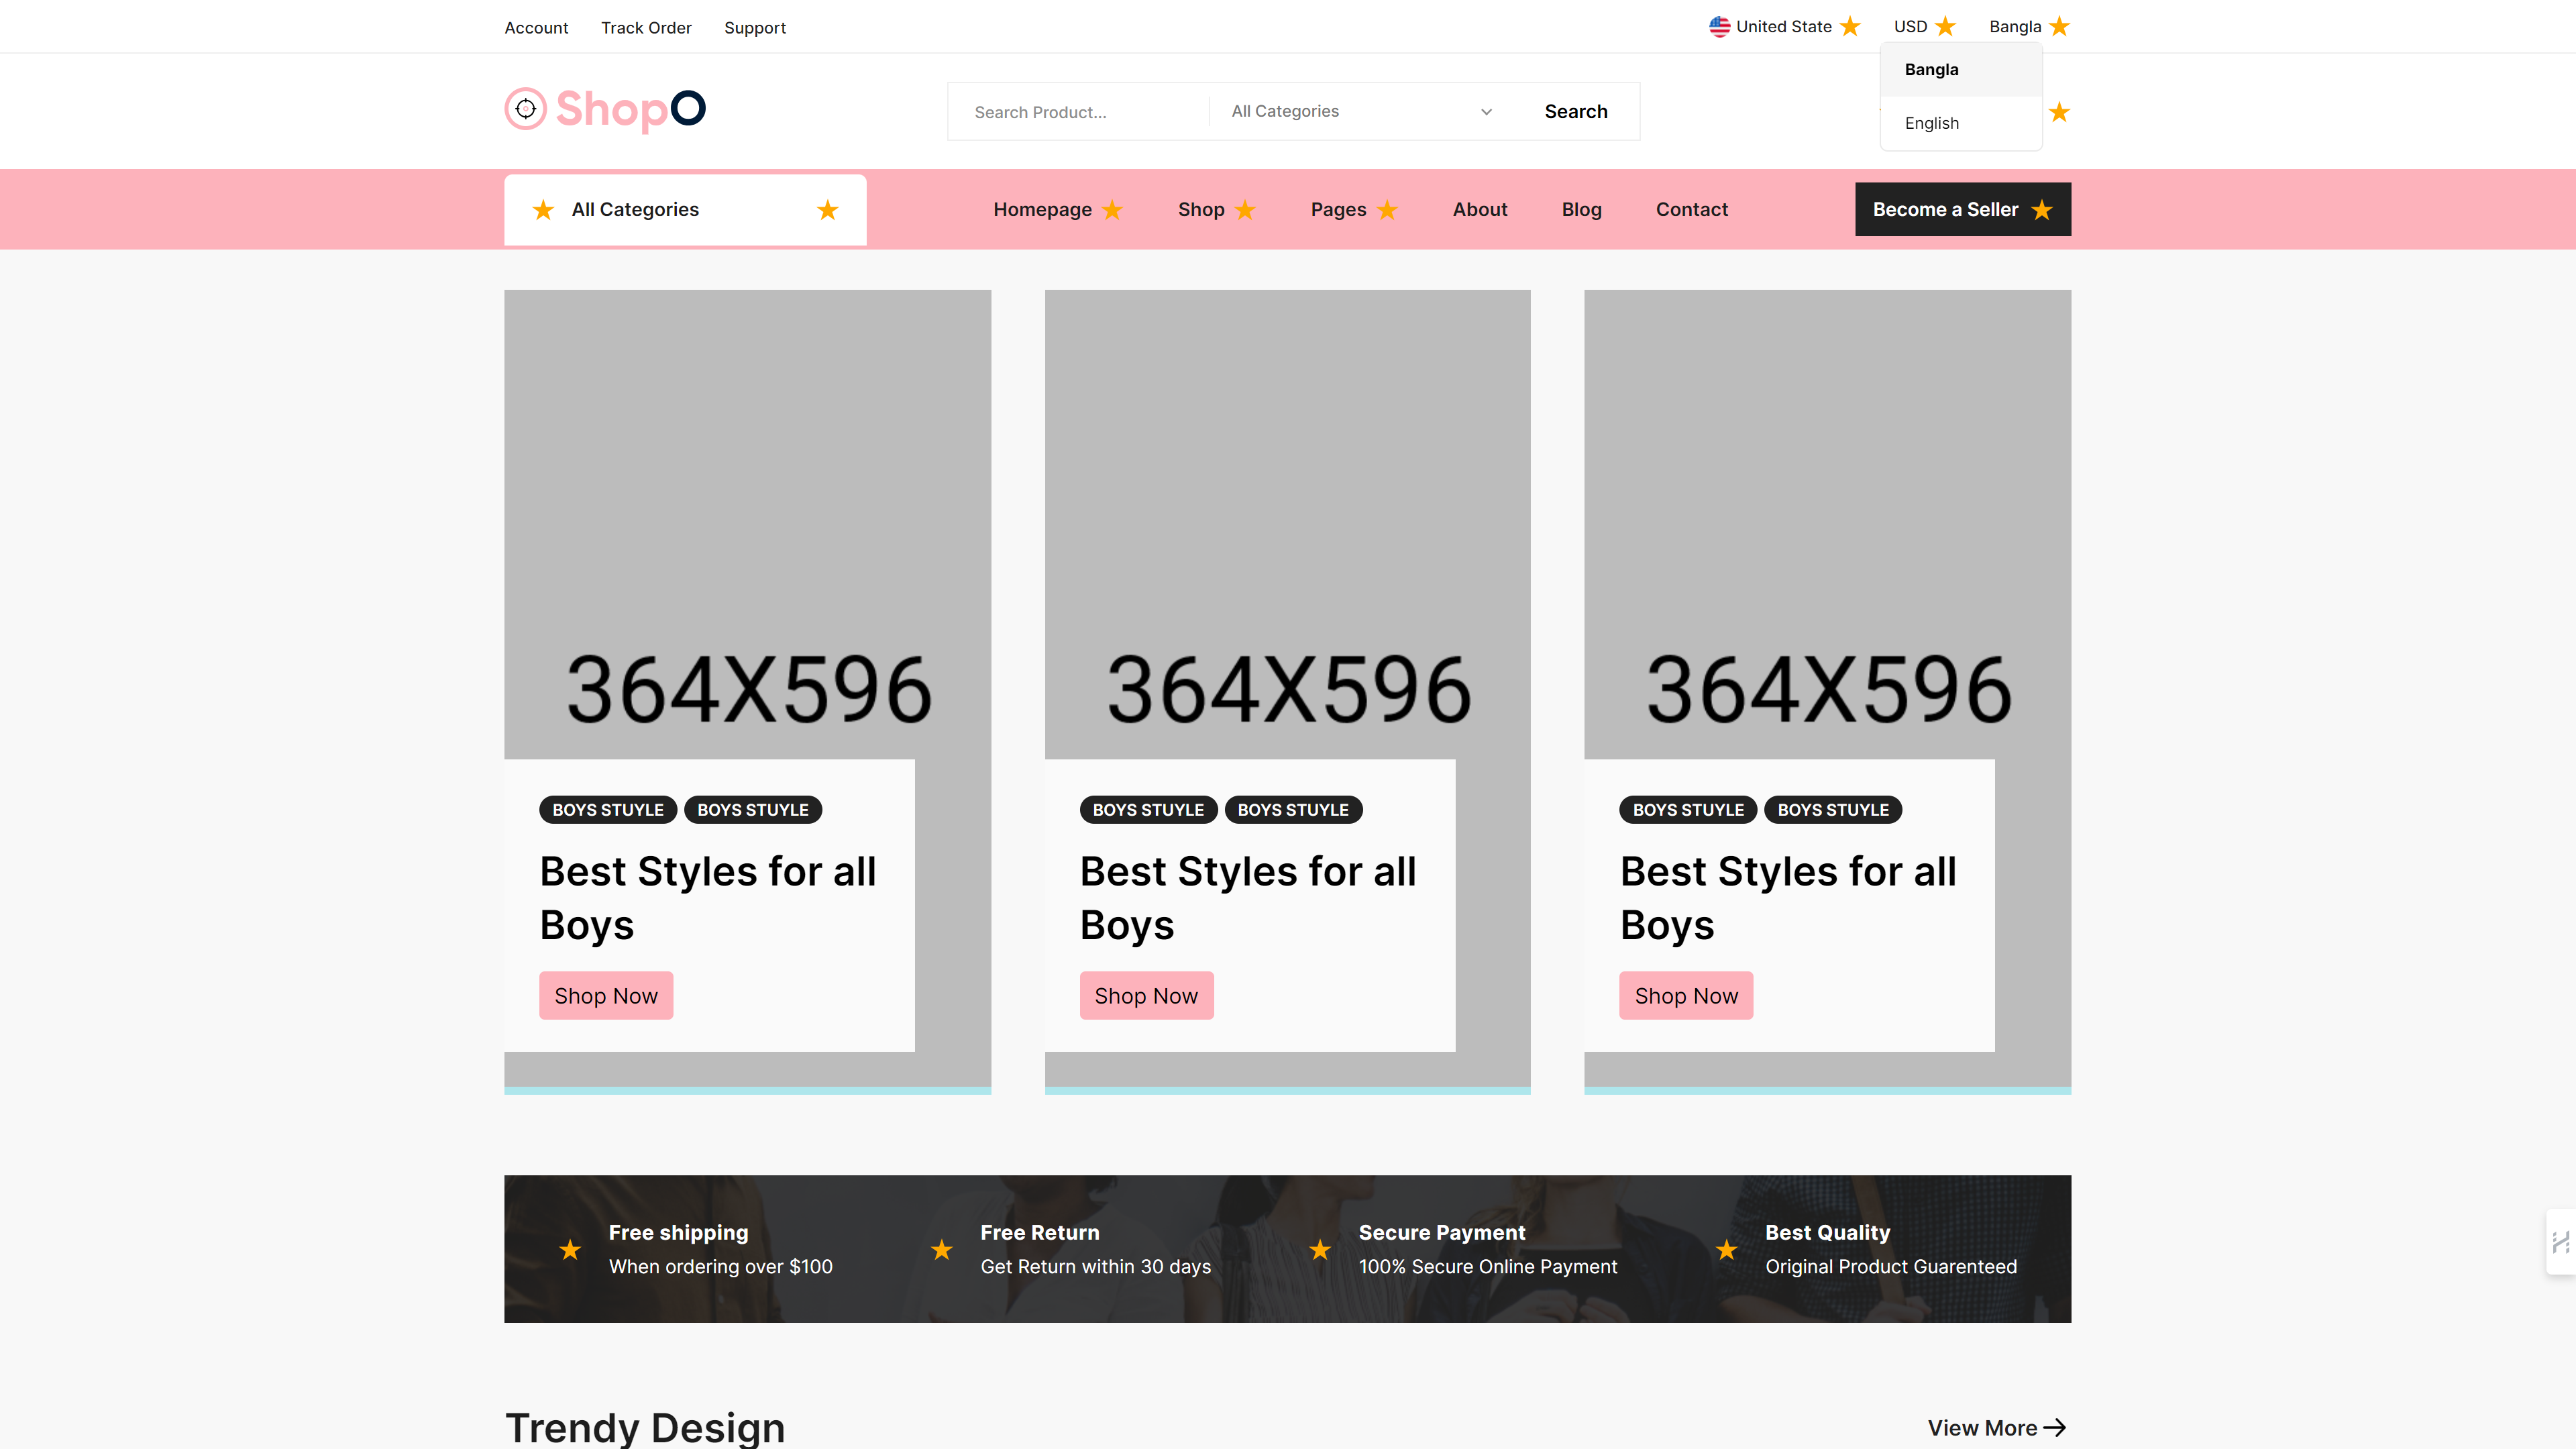 Account Track Order Support United State USD Bangla
Bangla
English
ShopO Search Product... All Categories Search
All Categories Homepage Shop Pages About Blog Contact Become a Seller
364X596
BOYS STUYLE BOYS STUYLE
Best Styles for all
Boys
Shop Now
364X596
BOYS STUYLE BOYS STUYLE
Best Styles for all
Boys
Shop Now
364X596
BOYS STUYLE BOYS STUYLE
Best Styles for all
Boys
Shop Now
Free shipping
When ordering over $100
Free Return
Get Return within 30 days
Secure Payment
100% Secure Online Payment
Best Quality
Original Product Guarenteed
Trendy Design View More